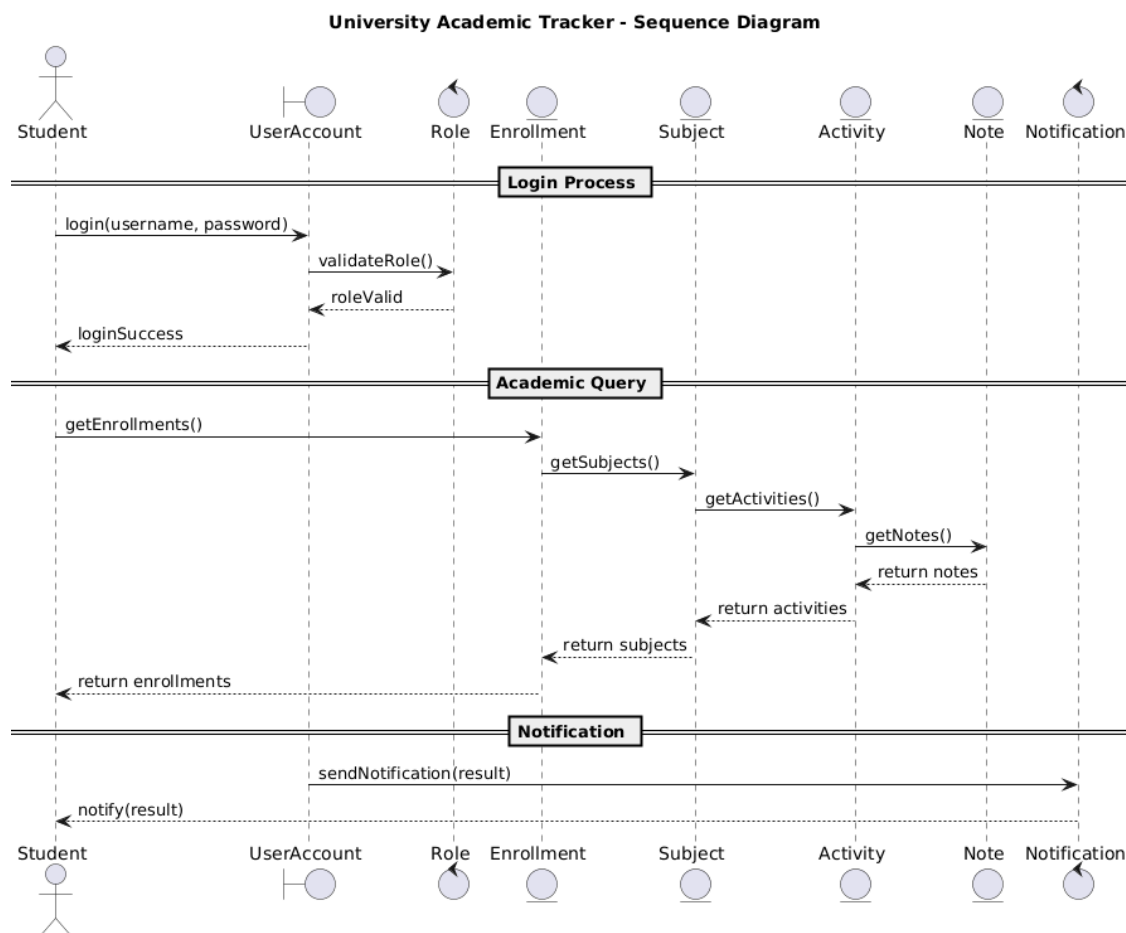 University Academic Tracker - Sequence Diagram
Student UserAccount Role Enrollment Subject Activity Note Notification
Login Process
login(username, password)
validateRole()
roleValid
loginSuccess
Academic Query
getEnrollments()
getSubjects()
getActivities()
getNotes()
return notes
return activities
return subjects
return enrollments
Notification
sendNotification(result)
notify(result)
Student UserAccount Role Enrollment Subject Activity Note Notification